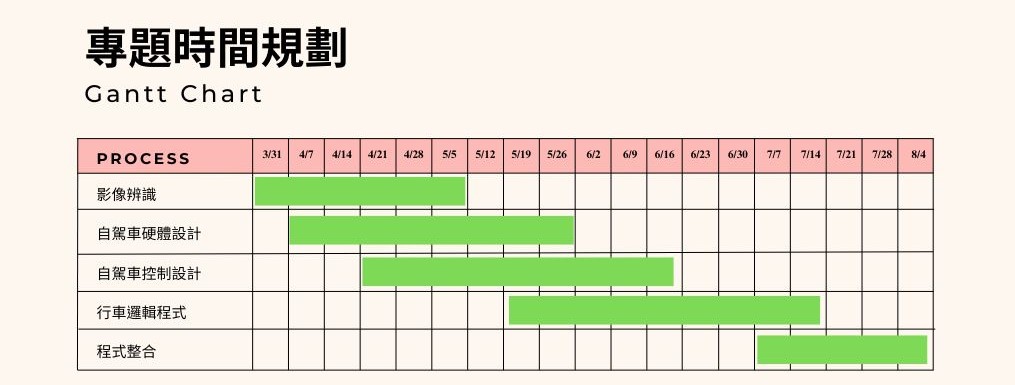 專題時間規劃
Gantt Chart
PROCESS 3/31 4/7 4/14 4/21 4/28 5/5 5/12 5/19 5/26 6/2 6/9 6/16 6/23 6/30 7/7 7/14 7/21 7/28 8/4
影像辨識
自駕車硬體設計
自駕車控制設計
行車邏輯程式
程式整合